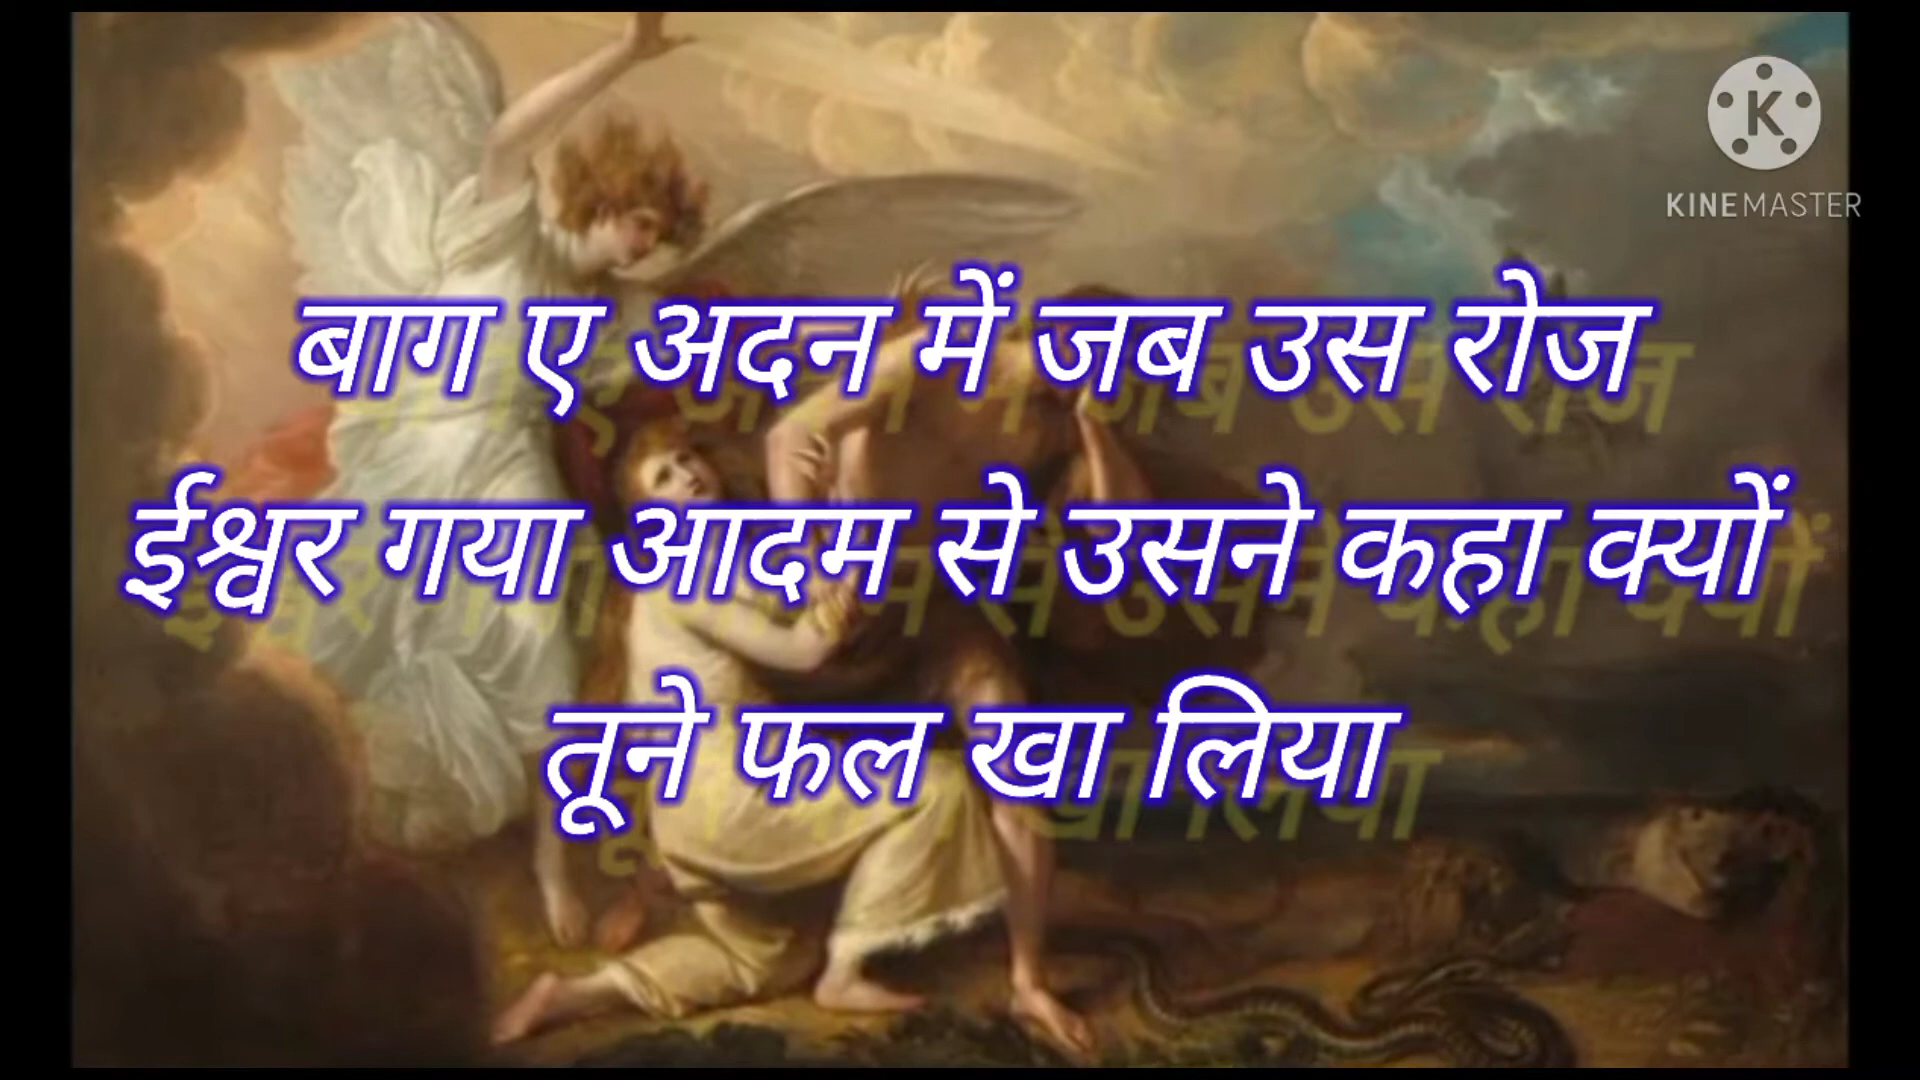 KINEMASTER
बाग ए अदन में जब उस रोज
ईश्वर गया आदम से उसने कहा क्यों
तूने फल खा लिया